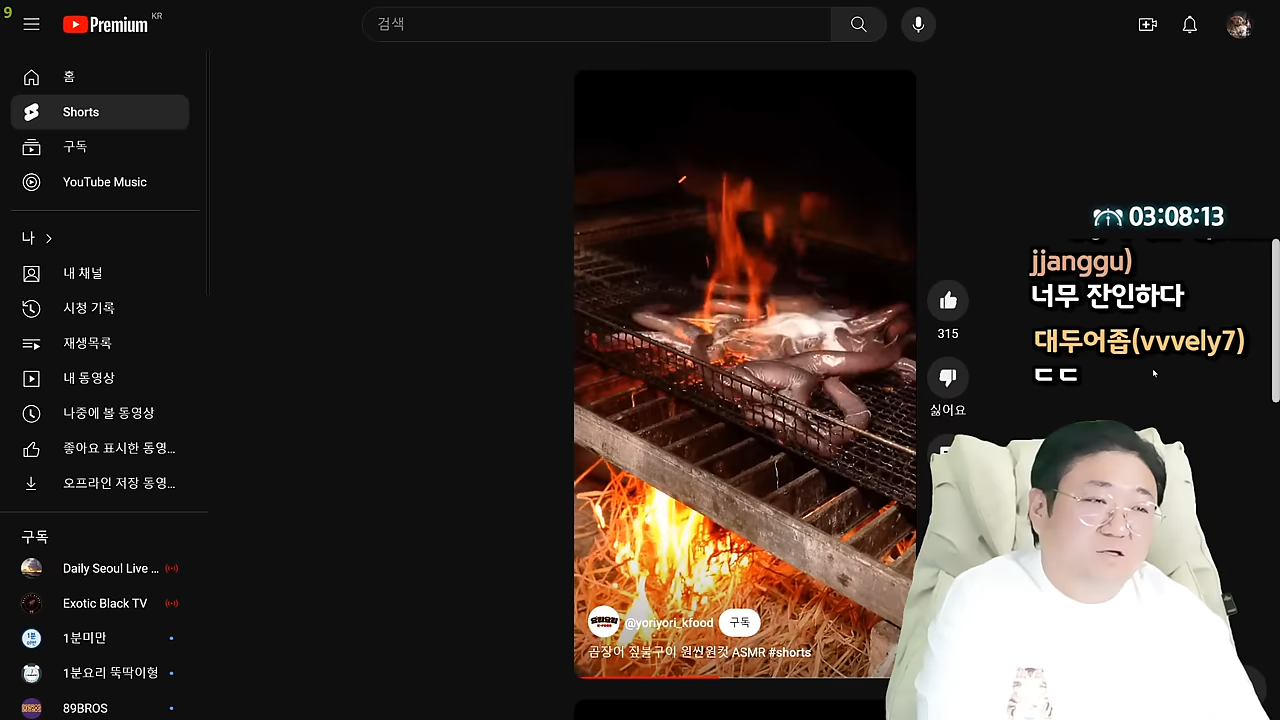 9
Premium KR
검색
홈
Shorts
구독
YouTube Music
나
내 채널
시청 기록
재생목록
내 동영상
나중에 볼 동영상
좋아요 표시한 동영...
오프라인 저장 동영...
구독
Daily Seoul Live ...
Exotic Black TV
1분미만
1분요리 뚝딱이형
89BROS
315
싫어요
@yoriyori_kfood 구독
곰장어 짚불구이 원씬원컷 ASMR #shorts
03:08:13
jjanggu)
너무 잔인하다
대두어좁(vvvely7)
ㄷㄷ